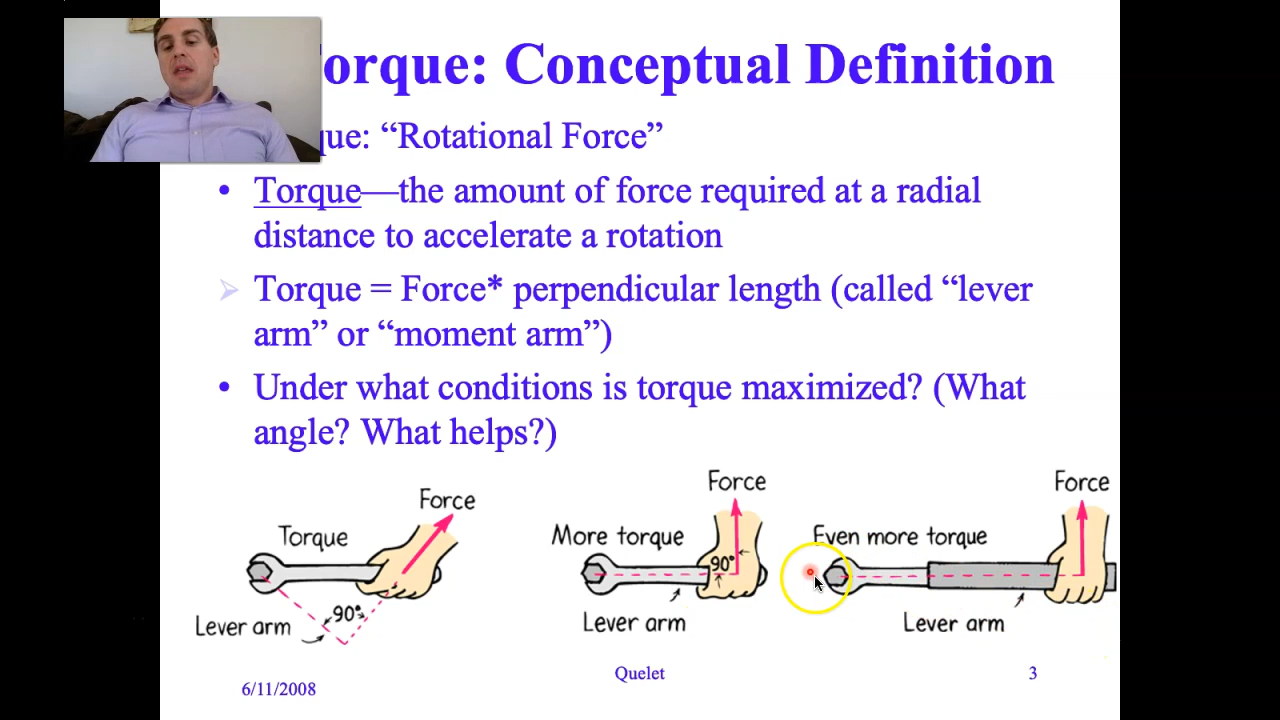 orque: Conceptual Definition
que: “Rotational Force”
• Torque—the amount of force required at a radial
distance to accelerate a rotation
➢ Torque = Force* perpendicular length (called “lever
arm” or “moment arm”)
• Under what conditions is torque maximized? (What
angle? What helps?)
Force
Torque
90°
Lever arm
Force
More torque
90°
Lever arm
Force
Even more torque
Lever arm
6/11/2008
Quelet
3